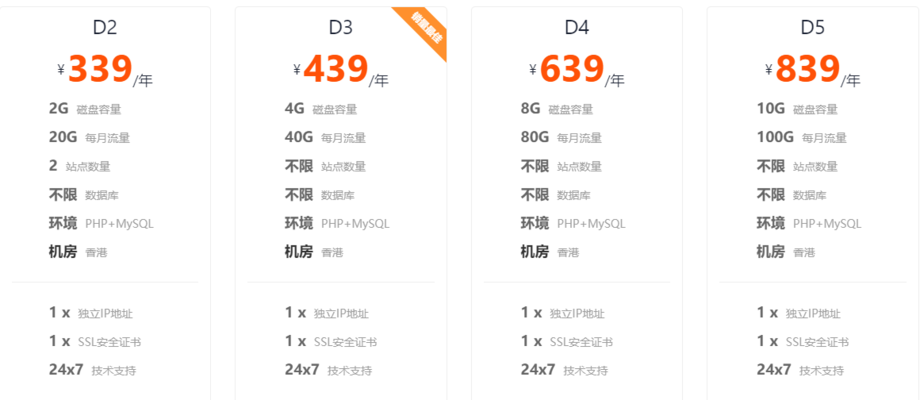 D2
¥339/年
2G 磁盘容量
20G 每月流量
2 站点数量
不限 数据库
环境 PHP+MySQL
机房 香港
1 x 独立IP地址
1 x SSL安全证书
24x7 技术支持
D3
销量最佳
¥439/年
4G 磁盘容量
40G 每月流量
不限 站点数量
不限 数据库
环境 PHP+MySQL
机房 香港
1 x 独立IP地址
1 x SSL安全证书
24x7 技术支持
D4
¥639/年
8G 磁盘容量
80G 每月流量
不限 站点数量
不限 数据库
环境 PHP+MySQL
机房 香港
1 x 独立IP地址
1 x SSL安全证书
24x7 技术支持
D5
¥839/年
10G 磁盘容量
100G 每月流量
不限 站点数量
不限 数据库
环境 PHP+MySQL
机房 香港
1 x 独立IP地址
1 x SSL安全证书
24x7 技术支持